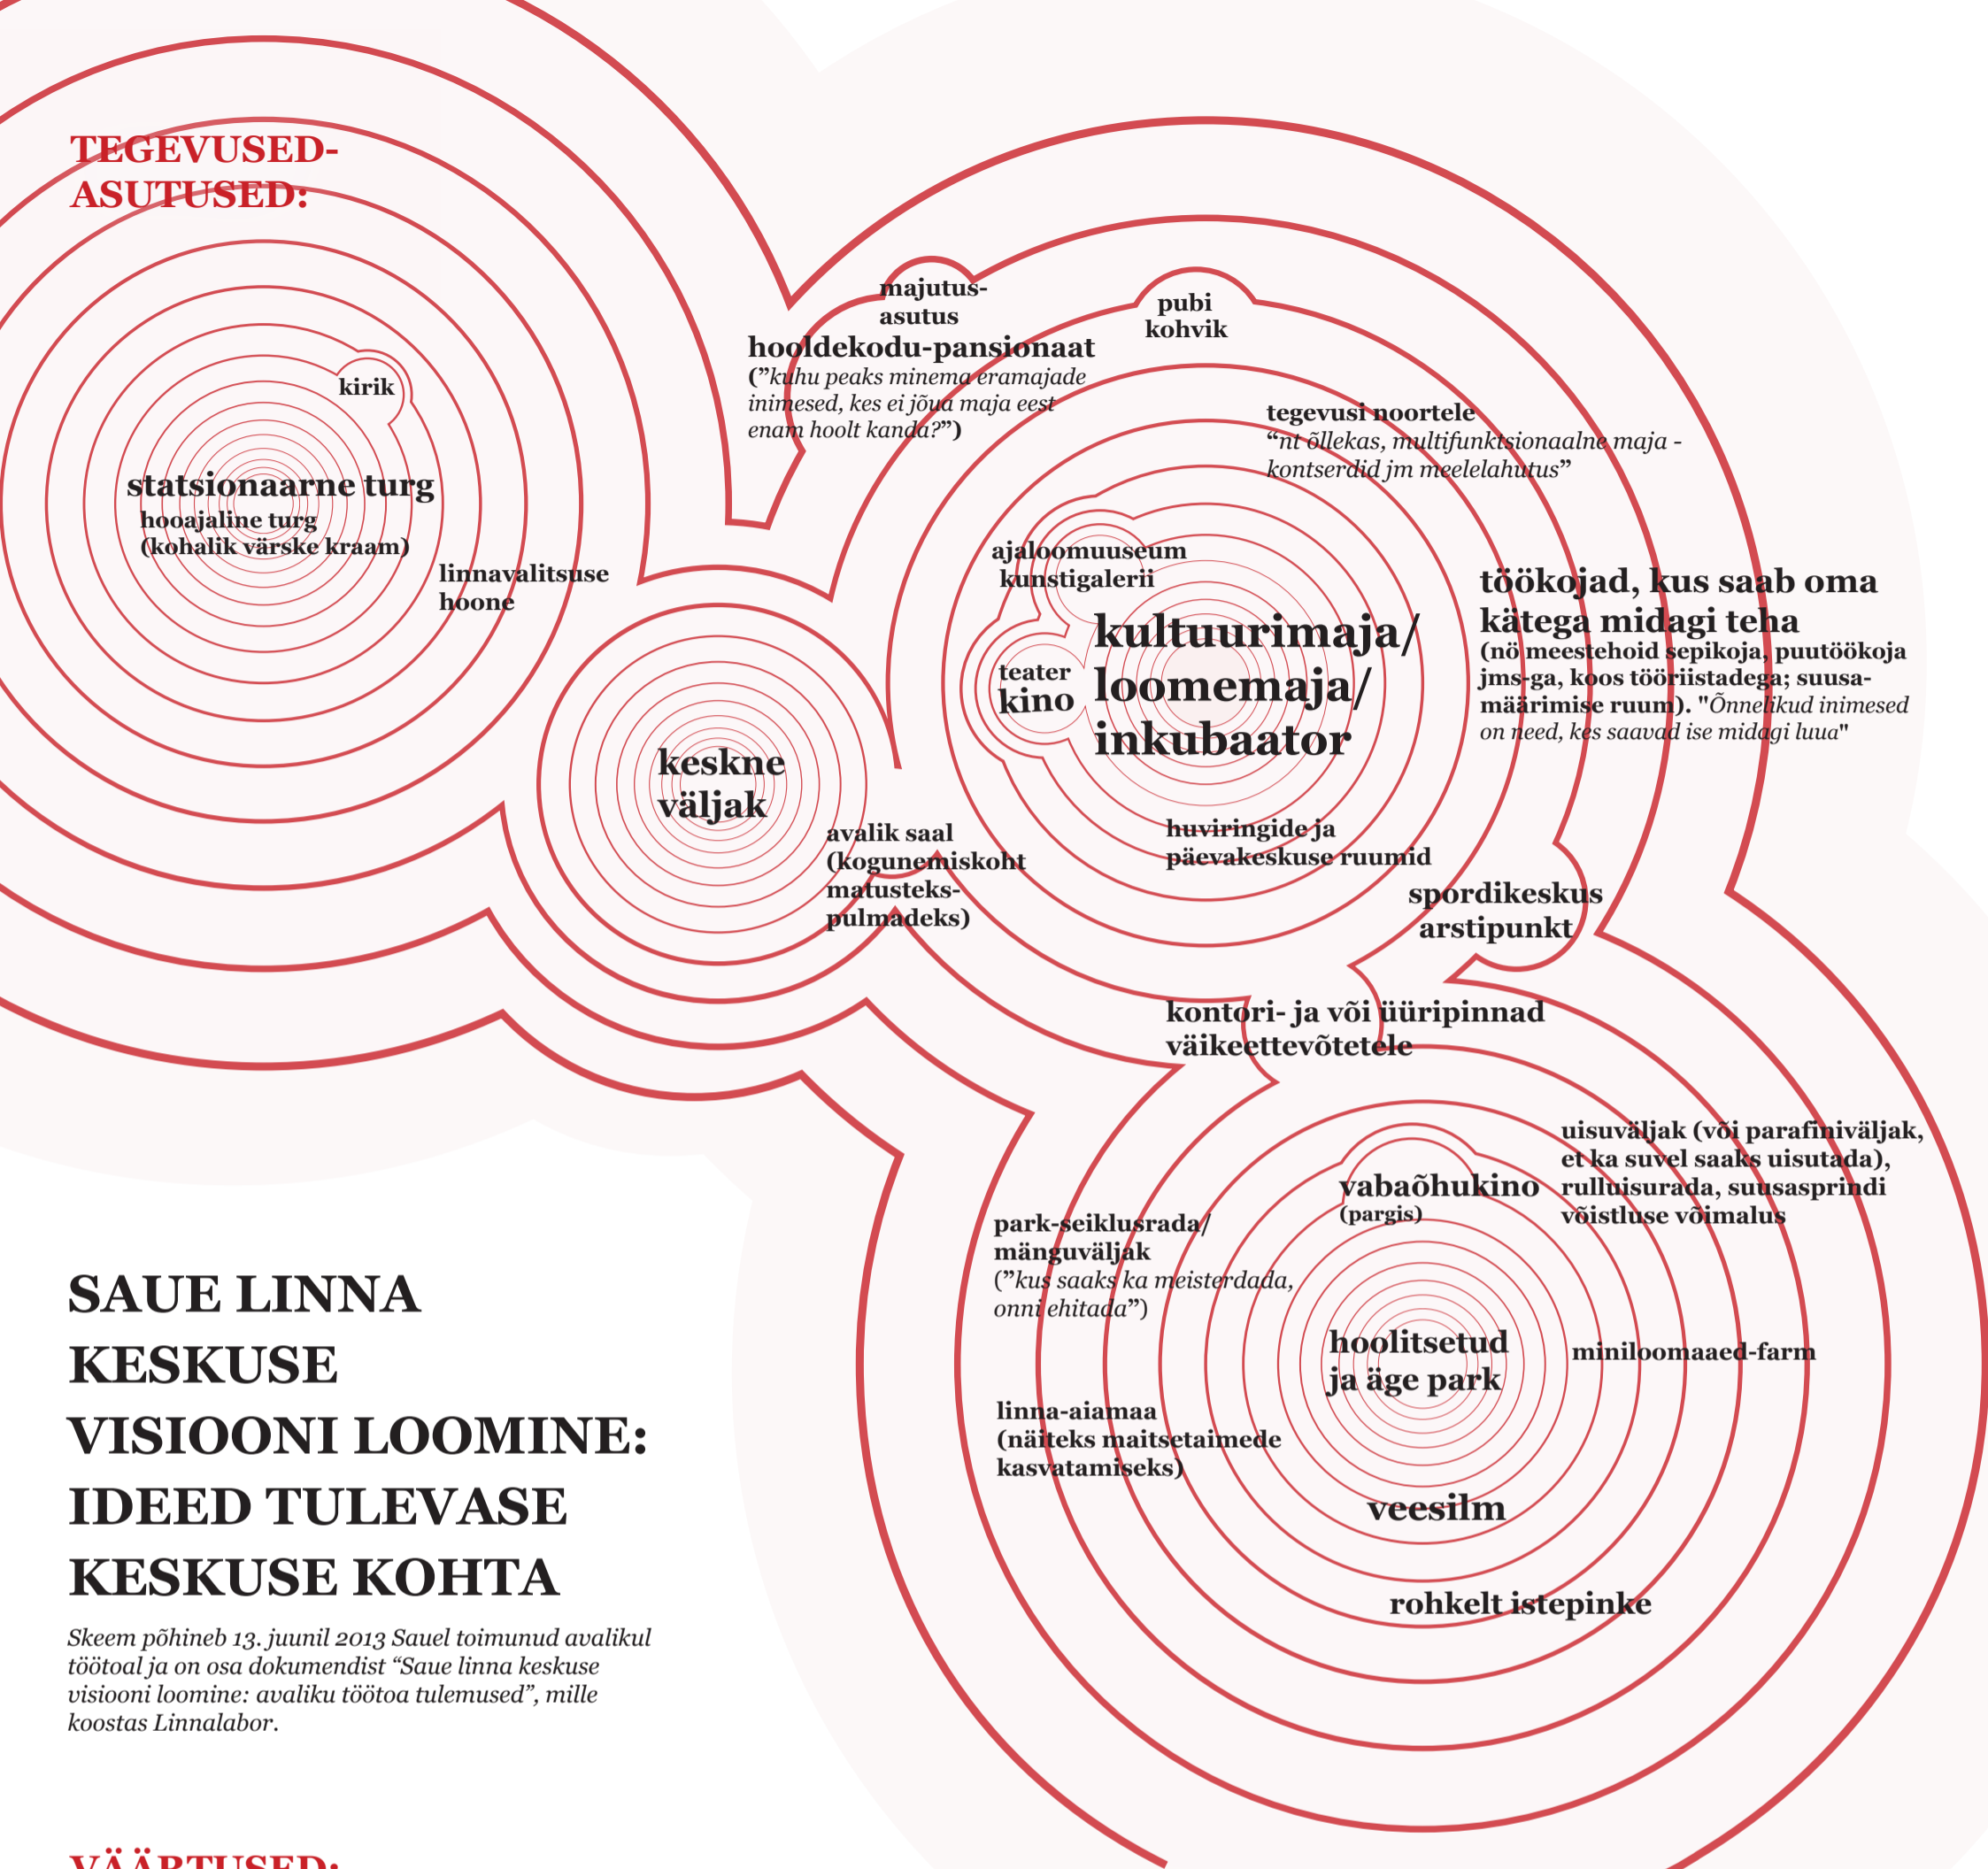 TEGEVUSED-
ASUTUSED:
kirik
statsionaarne turg
hooajaline turg
(kohalik värske kraam)
linnavalitsuse
hoone
majutus-
asutus
hooldekodu-pansionaat
(”kuhu peaks minema eramajade
inimesed, kes ei jõua maja eest
enam hoolt kanda?”)
pubi
kohvik
tegevusi noortele
“nt õllekas, multifunktsionaalne maja -
kontserdid jm meelelahutus”
ajaloomuuseum
kunstigalerii
teater
kino
kultuurimaja/
loomemaja/
inkubaator
töökojad, kus saab oma
kätega midagi teha
(nö meestehoid sepikoja, puutöökoja
jms-ga, koos tööriistadega; suusa-
määrimise ruum). "Õnnelikud inimesed
on need, kes saavad ise midagi luua"
keskne
väljak
avalik saal
(kogunemiskoht
matusteks-
pulmadeks)
huviringide ja
päevakeskuse ruumid
spordikeskus
arstipunkt
kontori- ja või üüripinnad
väikeettevõtetele
uisuväljak (või parafiniväljak,
et ka suvel saaks uisutada),
rulluisurada, suusasprindi
võistluse võimalus
vabaõhukino
(pargis)
park-seiklusrada/
mänguväljak
(”kus saaks ka meisterdada,
onni ehitada”)
hoolitsetud
ja äge park
miniloomaaed-farm
linna-aiamaa
(näiteks maitsetaimede
kasvatamiseks)
veesilm
rohkelt istepinke
SAUE LINNA
KESKUSE
VISIOONI LOOMINE:
IDEED TULEVASE
KESKUSE KOHTA
Skeem põhineb 13. juunil 2013 Sauel toimunud avalikul
töötoal ja on osa dokumendist “Saue linna keskuse
visiooni loomine: avaliku töötoa tulemused”, mille
koostas Linnalabor.
VÄÄRTUSED: